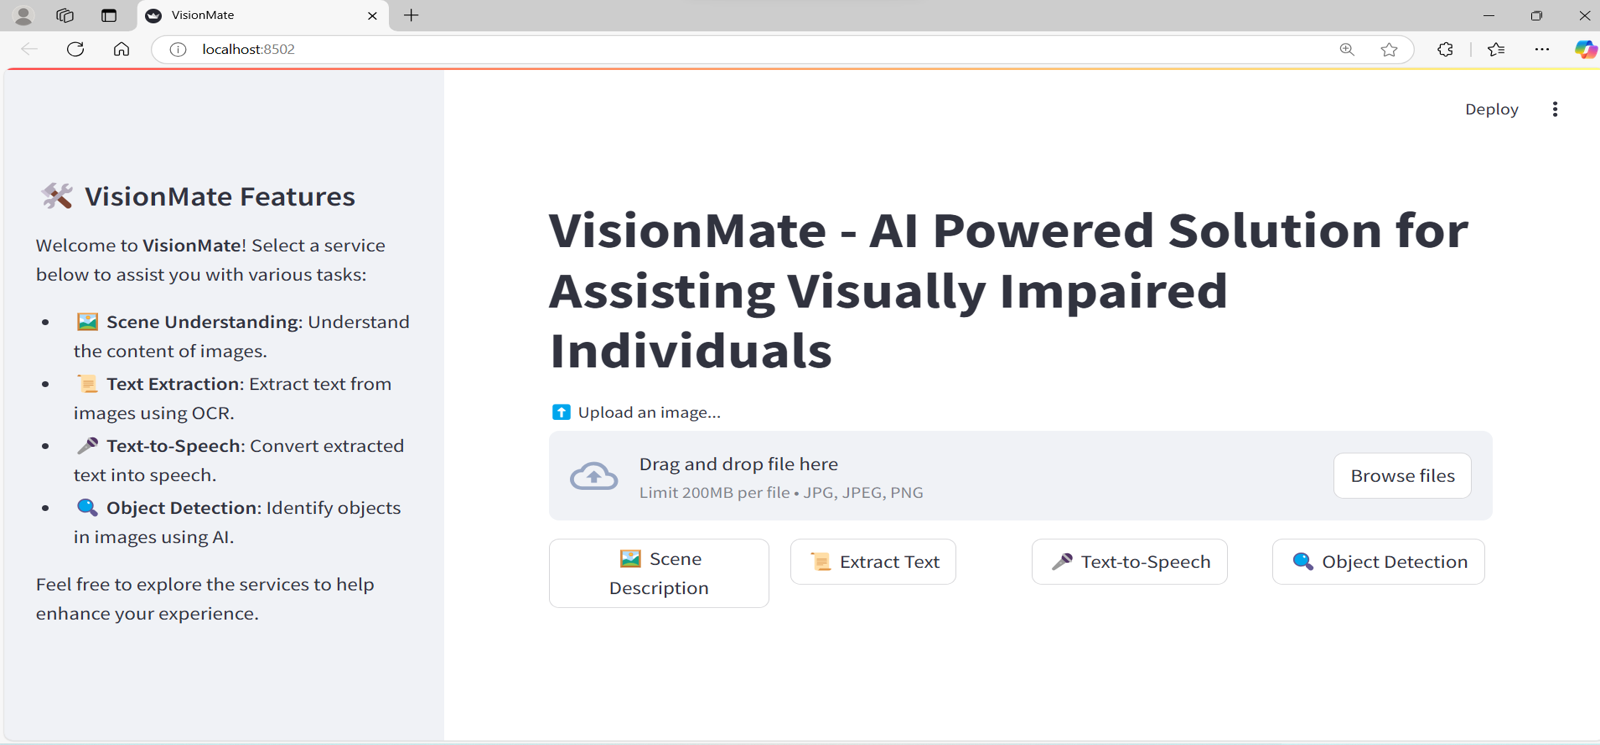 VisionMate
localhost:8502
Deploy
🛠️ VisionMate Features
Welcome to VisionMate! Select a service
below to assist you with various tasks:
• 🖼️ Scene Understanding: Understand
the content of images.
• 📜 Text Extraction: Extract text from
images using OCR.
• 🎤 Text-to-Speech: Convert extracted
text into speech.
• 🔍 Object Detection: Identify objects
in images using AI.
Feel free to explore the services to help
enhance your experience.
VisionMate - AI Powered Solution for
Assisting Visually Impaired
Individuals
⬆️ Upload an image...
Drag and drop file here
Limit 200MB per file • JPG, JPEG, PNG
Browse files
🖼️ Scene
Description
📜 Extract Text
🎤 Text-to-Speech
🔍 Object Detection